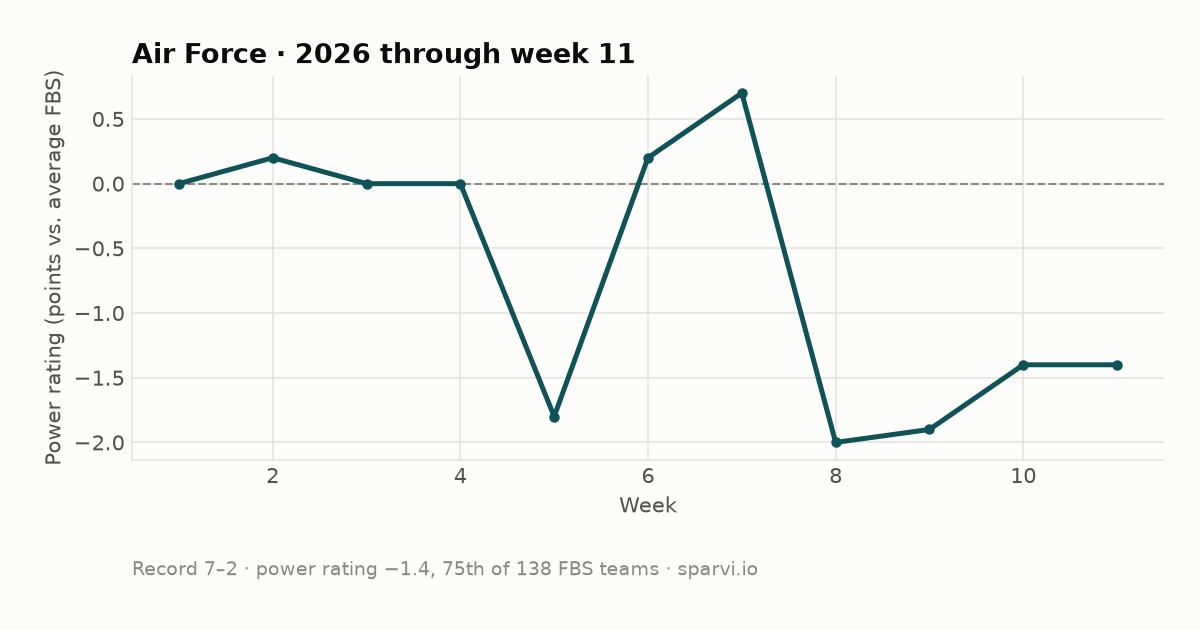 Air Force · 2026 through week 11
Power rating (points vs. average FBS)
0.5
0.0
−0.5
−1.0
−1.5
−2.0
2 4 6 8 10
Week
Record 7–2 · power rating −1.4, 75th of 138 FBS teams · sparvi.io